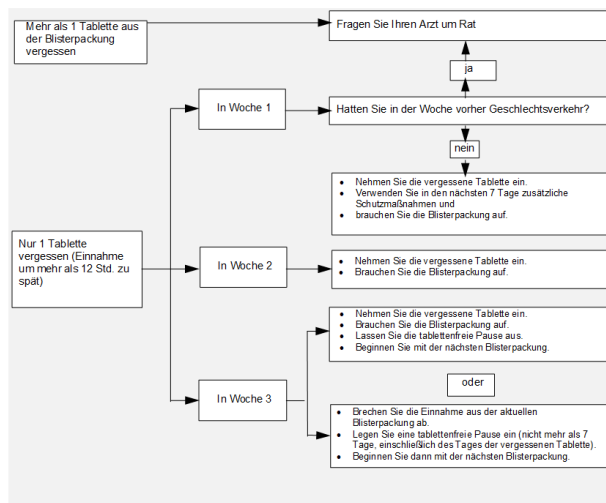 Mehr als 1 Tablette aus
der Blisterpackung
vergessen
Fragen Sie Ihren Arzt um Rat
ja
In Woche 1
Hatten Sie in der Woche vorher Geschlechtsverkehr?
nein
• Nehmen Sie die vergessene Tablette ein.
• Verwenden Sie in den nächsten 7 Tage zusätzliche
Schutzmaßnahmen und
• brauchen Sie die Blisterpackung auf.
Nur 1 Tablette
vergessen (Einnahme
um mehr als 12 Std. zu
spät)
In Woche 2
• Nehmen Sie die vergessene Tablette ein.
• Brauchen Sie die Blisterpackung auf.
In Woche 3
• Nehmen Sie die vergessene Tablette ein.
• Brauchen Sie die Blisterpackung auf.
• Lassen Sie die tablettenfreie Pause aus.
• Beginnen Sie mit der nächsten Blisterpackung.
oder
• Brechen Sie die Einnahme aus der aktuellen
Blisterpackung ab.
• Legen Sie eine tablettenfreie Pause ein (nicht mehr als 7
Tage, einschließlich des Tages der vergessenen Tablette).
• Beginnen Sie dann mit der nächsten Blisterpackung.